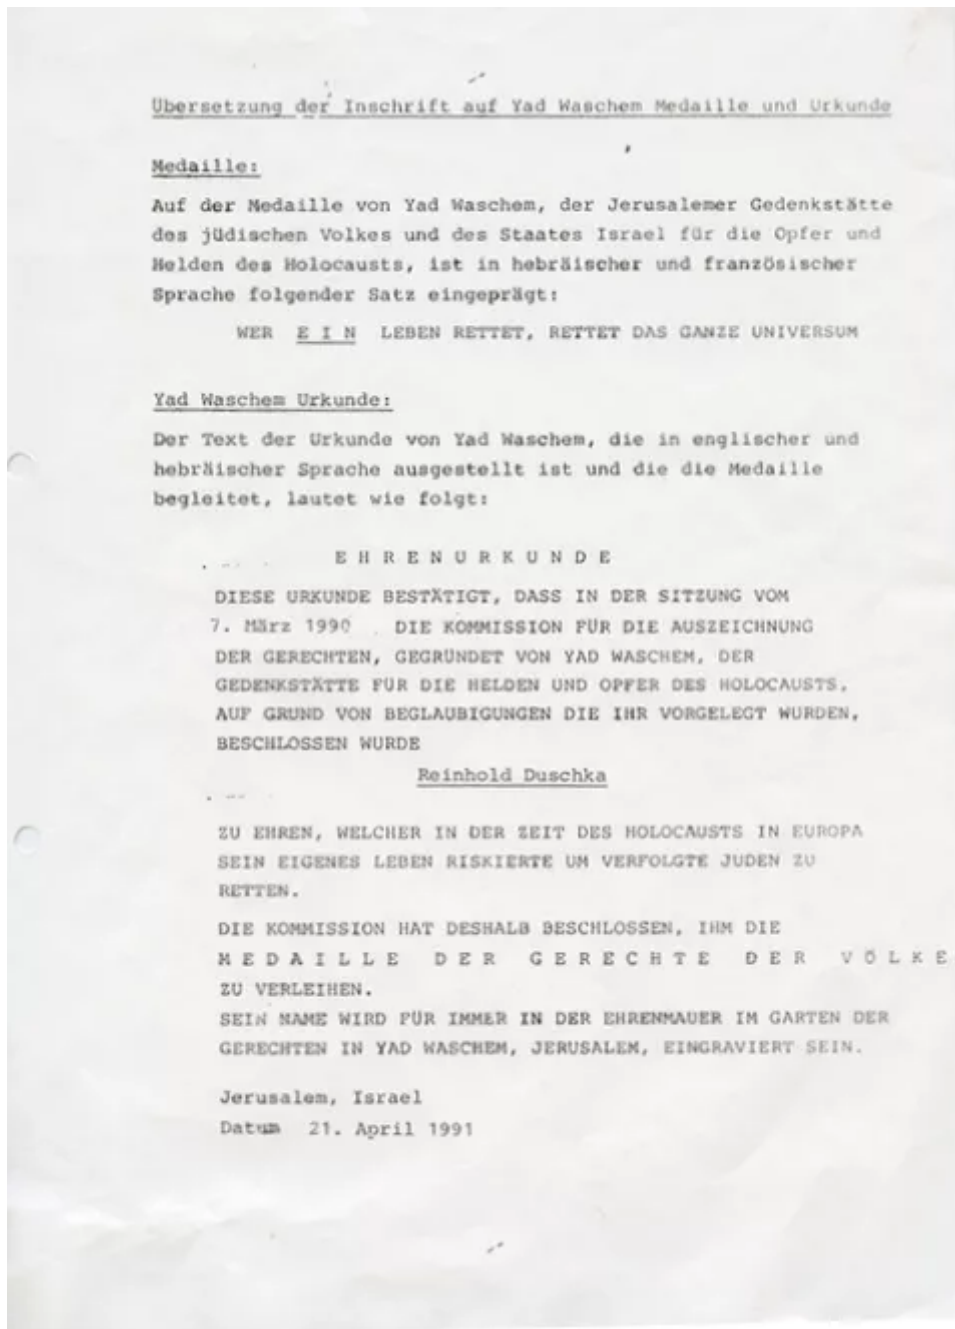 Übersetzung der Inschrift auf Yad Waschem Medaille und Urkunde
Medaille:
Auf der Medaille von Yad Waschem, der Jerusalemer Gedenkstätte
des jüdischen Volkes und des Staates Israel für die Opfer und
Helden des Holocausts, ist in hebräischer und französischer
Sprache folgender Satz eingeprägt:
WER E I N LEBEN RETTET, RETTET DAS GANZE UNIVERSUM
Yad Waschem Urkunde:
Der Text der Urkunde von Yad Waschem, die in englischer und
hebräischer Sprache ausgestellt ist und die die Medaille
begleitet, lautet wie folgt:
E H R E N U R K U N D E
DIESE URKUNDE BESTÄTIGT, DASS IN DER SITZUNG VOM
7. März 1990 DIE KOMMISSION FÜR DIE AUSZEICHNUNG
DER GERECHTEN, GEGRÜNDET VON YAD WASCHEM, DER
GEDENKSTÄTTE FÜR DIE HELDEN UND OPFER DES HOLOCAUSTS,
AUF GRUND VON BEGLAUBIGUNGEN DIE IHR VORGELEGT WURDEN,
BESCHLOSSEN WURDE
Reinhold Duschka
ZU EHREN, WELCHER IN DER ZEIT DES HOLOCAUSTS IN EUROPA
SEIN EIGENES LEBEN RISKIERTE UM VERFOLGTE JUDEN ZU
RETTEN.
DIE KOMMISSION HAT DESHALB BESCHLOSSEN, IHM DIE
M E D A I L L E D E R G E R E C H T E D E R V Ö L K E
ZU VERLEIHEN.
SEIN NAME WIRD FÜR IMMER IN DER EHRENMAUER IM GARTEN DER
GERECHTEN IN YAD WASCHEM, JERUSALEM, EINGRAVIERT SEIN.
Jerusalem, Israel
Datum 21. April 1991